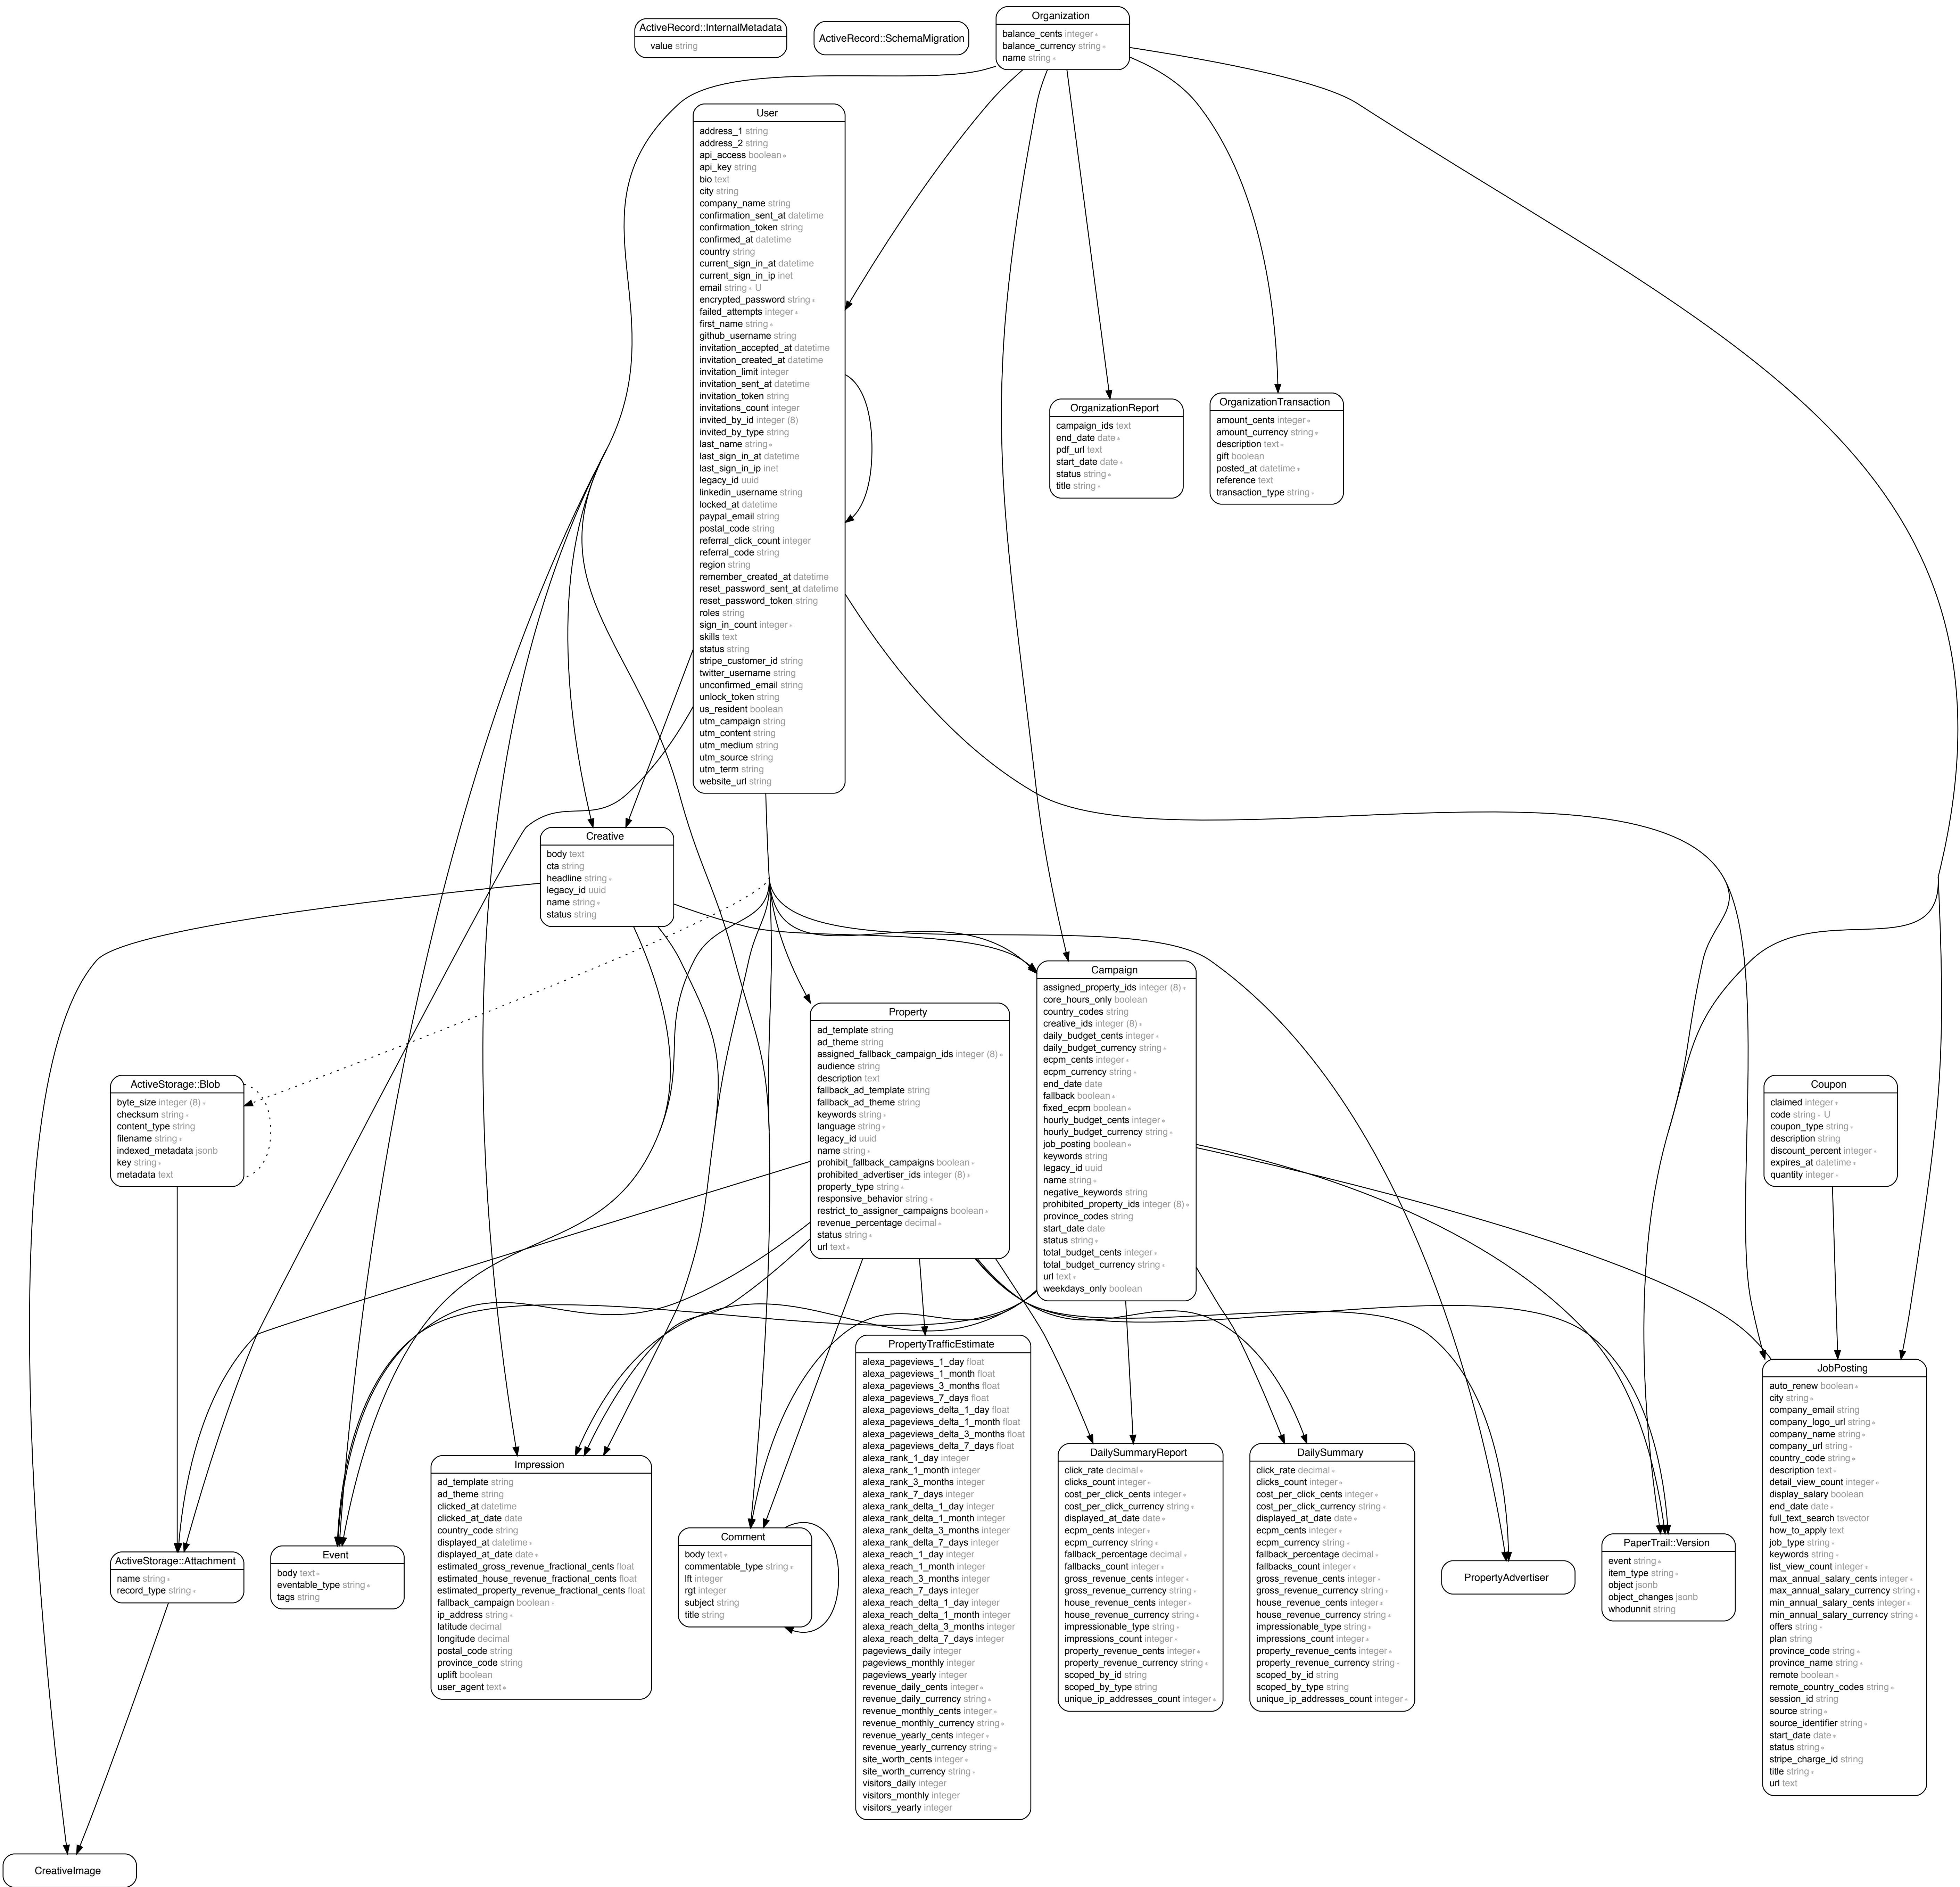 ActiveRecord::InternalMetadata
value string
ActiveRecord::SchemaMigration
Organization
balance_cents integer *
balance_currency string *
name string *
User
address_1 string
address_2 string
api_access boolean *
api_key string
bio text
city string
company_name string
confirmation_sent_at datetime
confirmation_token string
confirmed_at datetime
country string
current_sign_in_at datetime
current_sign_in_ip inet
email string * U
encrypted_password string *
failed_attempts integer *
first_name string *
github_username string
invitation_accepted_at datetime
invitation_created_at datetime
invitation_limit integer
invitation_sent_at datetime
invitation_token string
invitations_count integer
invited_by_id integer (8)
invited_by_type string
last_name string *
last_sign_in_at datetime
last_sign_in_ip inet
legacy_id uuid
linkedin_username string
locked_at datetime
paypal_email string
postal_code string
referral_click_count integer
referral_code string
region string
remember_created_at datetime
reset_password_sent_at datetime
reset_password_token string
roles string
sign_in_count integer *
skills text
status string
stripe_customer_id string
twitter_username string
unconfirmed_email string
unlock_token string
us_resident boolean
utm_campaign string
utm_content string
utm_medium string
utm_source string
utm_term string
website_url string
OrganizationReport
campaign_ids text
end_date date *
pdf_url text
start_date date *
status string *
title string *
OrganizationTransaction
amount_cents integer *
amount_currency string *
description text *
gift boolean
posted_at datetime *
reference text
transaction_type string *
Creative
body text
cta string
headline string *
legacy_id uuid
name string *
status string
Campaign
assigned_property_ids integer (8) *
core_hours_only boolean
country_codes string
creative_ids integer (8) *
daily_budget_cents integer *
daily_budget_currency string *
ecpm_cents integer *
ecpm_currency string *
end_date date
fallback boolean *
fixed_ecpm boolean *
hourly_budget_cents integer *
hourly_budget_currency string *
job_posting boolean *
keywords string
legacy_id uuid
name string *
negative_keywords string
prohibited_property_ids integer (8) *
province_codes string
start_date date
status string *
total_budget_cents integer *
total_budget_currency string *
url text *
weekdays_only boolean
Property
ad_template string
ad_theme string
assigned_fallback_campaign_ids integer (8) *
audience string
description text
fallback_ad_template string
fallback_ad_theme string
keywords string *
language string *
legacy_id uuid
name string *
prohibit_fallback_campaigns boolean *
prohibited_advertiser_ids integer (8) *
property_type string *
responsive_behavior string *
restrict_to_assigner_campaigns boolean *
revenue_percentage decimal *
status string *
url text *
ActiveStorage::Blob
byte_size integer (8) *
checksum string *
content_type string
filename string *
indexed_metadata jsonb
key string *
metadata text
Coupon
claimed integer *
code string * U
coupon_type string *
description string
discount_percent integer *
expires_at datetime *
quantity integer *
PropertyTrafficEstimate
alexa_pageviews_1_day float
alexa_pageviews_1_month float
alexa_pageviews_3_months float
alexa_pageviews_7_days float
alexa_pageviews_delta_1_day float
alexa_pageviews_delta_1_month float
alexa_pageviews_delta_3_months float
alexa_pageviews_delta_7_days float
alexa_rank_1_day integer
alexa_rank_1_month integer
alexa_rank_3_months integer
alexa_rank_7_days integer
alexa_rank_delta_1_day integer
alexa_rank_delta_1_month integer
alexa_rank_delta_3_months integer
alexa_rank_delta_7_days integer
alexa_reach_1_day integer
alexa_reach_1_month integer
alexa_reach_3_months integer
alexa_reach_7_days integer
alexa_reach_delta_1_day integer
alexa_reach_delta_1_month integer
alexa_reach_delta_3_months integer
alexa_reach_delta_7_days integer
pageviews_daily integer
pageviews_monthly integer
pageviews_yearly integer
revenue_daily_cents integer *
revenue_daily_currency string *
revenue_monthly_cents integer *
revenue_monthly_currency string *
revenue_yearly_cents integer *
revenue_yearly_currency string *
site_worth_cents integer *
site_worth_currency string *
visitors_daily integer
visitors_monthly integer
visitors_yearly integer
JobPosting
auto_renew boolean *
city string *
company_email string
company_logo_url string *
company_name string *
company_url string *
country_code string *
description text *
detail_view_count integer *
display_salary boolean
end_date date *
full_text_search tsvector
how_to_apply text
job_type string *
keywords string *
list_view_count integer *
max_annual_salary_cents integer *
max_annual_salary_currency string *
min_annual_salary_cents integer *
min_annual_salary_currency string *
offers string *
plan string
province_code string *
province_name string *
remote boolean *
remote_country_codes string *
session_id string
source string *
source_identifier string *
start_date date *
status string *
stripe_charge_id string
title string *
url text
DailySummaryReport
click_rate decimal *
clicks_count integer *
cost_per_click_cents integer *
cost_per_click_currency string *
displayed_at_date date *
ecpm_cents integer *
ecpm_currency string *
fallback_percentage decimal *
fallbacks_count integer *
gross_revenue_cents integer *
gross_revenue_currency string *
house_revenue_cents integer *
house_revenue_currency string *
impressionable_type string *
impressions_count integer *
property_revenue_cents integer *
property_revenue_currency string *
scoped_by_id string
scoped_by_type string
unique_ip_addresses_count integer *
DailySummary
click_rate decimal *
clicks_count integer *
cost_per_click_cents integer *
cost_per_click_currency string *
displayed_at_date date *
ecpm_cents integer *
ecpm_currency string *
fallback_percentage decimal *
fallbacks_count integer *
gross_revenue_cents integer *
gross_revenue_currency string *
house_revenue_cents integer *
house_revenue_currency string *
impressionable_type string *
impressions_count integer *
property_revenue_cents integer *
property_revenue_currency string *
scoped_by_id string
scoped_by_type string
unique_ip_addresses_count integer *
Impression
ad_template string
ad_theme string
clicked_at datetime
clicked_at_date date
country_code string
displayed_at datetime *
displayed_at_date date *
estimated_gross_revenue_fractional_cents float
estimated_house_revenue_fractional_cents float
estimated_property_revenue_fractional_cents float
fallback_campaign boolean *
ip_address string *
latitude decimal
longitude decimal
postal_code string
province_code string
uplift boolean
user_agent text *
Comment
body text *
commentable_type string *
lft integer
rgt integer
subject string
title string
PaperTrail::Version
event string *
item_type string *
object jsonb
object_changes jsonb
whodunnit string
Event
body text *
eventable_type string *
tags string
ActiveStorage::Attachment
name string *
record_type string *
PropertyAdvertiser
CreativeImage